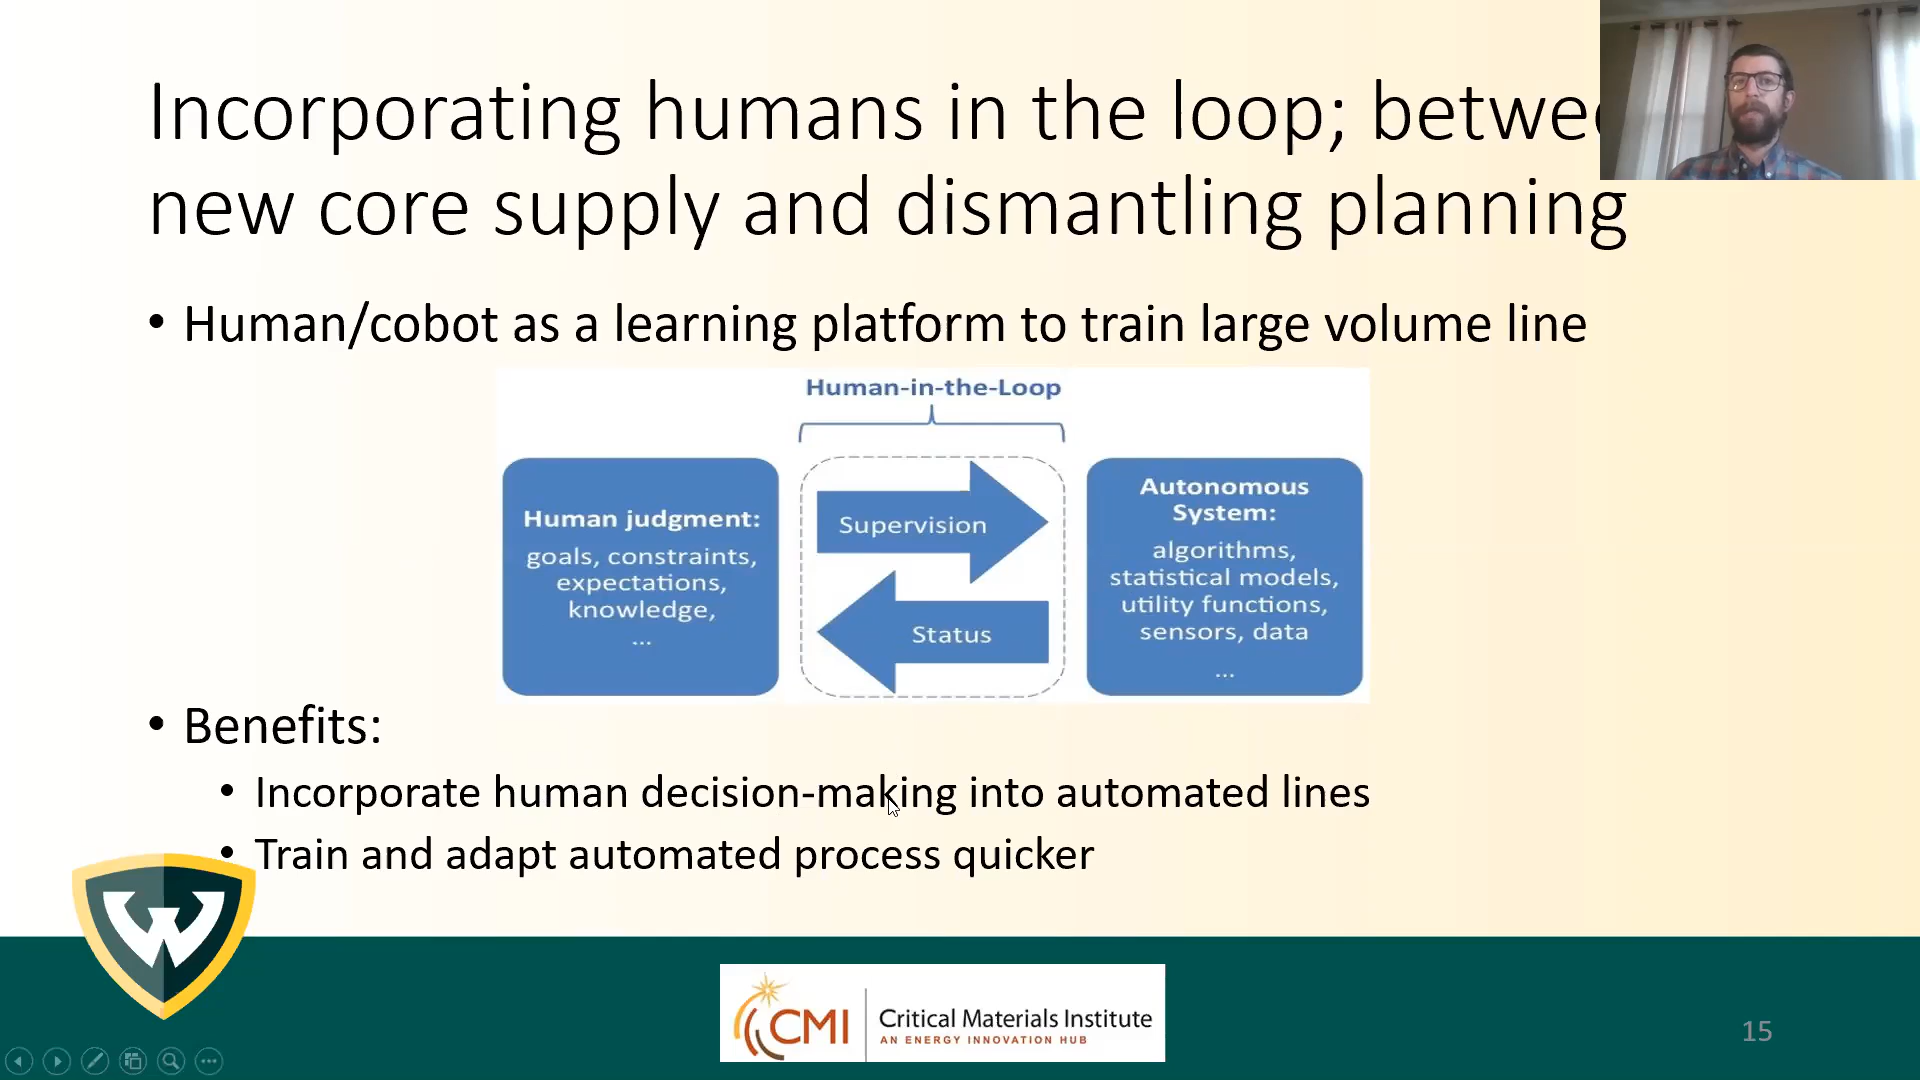 Incorporating humans in the loop; betwe
new core supply and dismantling planning
• Human/cobot as a learning platform to train large volume line
Human-in-the-Loop
Human judgment:
goals, constraints,
expectations,
knowledge,
...
Supervision
Status
Autonomous
System:
algorithms,
statistical models,
utility functions,
sensors, data
...
• Benefits:
• Incorporate human decision-making into automated lines
• Train and adapt automated process quicker
W
CMI
Critical Materials Institute
AN ENERGY INNOVATION HUB
15